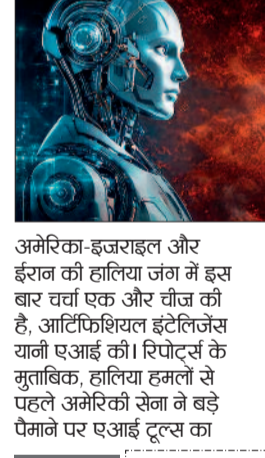 अमेरिका-इजराइल और
ईरान की हालिया जंग में इस
बार चर्चा एक और चीज की
है, आर्टिफिशियल इंटेलिजेंस
यानी एआई की। रिपोर्ट्स के
मुताबिक, हालिया हमलों से
पहले अमेरिकी सेना ने बड़े
पैमाने पर एआई टूल्स का